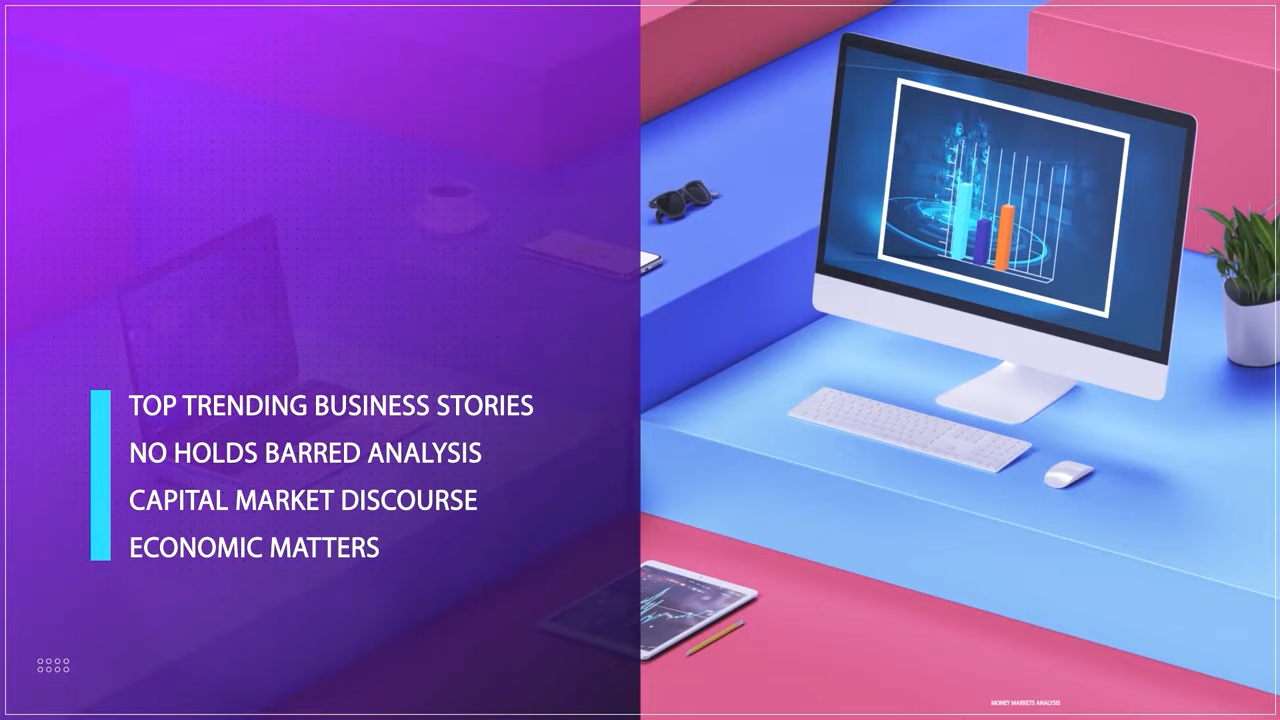 TOP TRENDING BUSINESS STORIES
NO HOLDS BARRED ANALYSIS
CAPITAL MARKET DISCOURSE
ECONOMIC MATTERS
MONEY MARKETS ANALYSIS